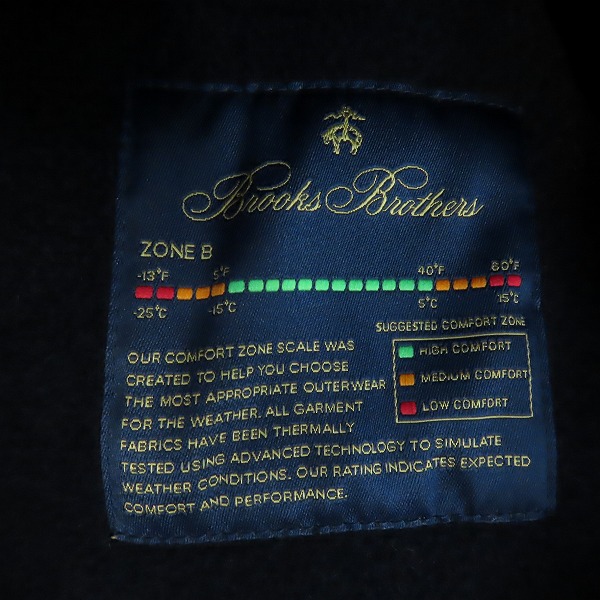 Brooks Brothers
ZONE B
-13°F 5°F 40°F 60°F
-25°C -15°C 5°C 15°C
SUGGESTED COMFORT ZONE
HIGH COMFORT
MEDIUM COMFORT
LOW COMFORT
OUR COMFORT ZONE SCALE WAS
CREATED TO HELP YOU CHOOSE
THE MOST APPROPRIATE OUTERWEAR
FOR THE WEATHER. ALL GARMENT
FABRICS HAVE BEEN THERMALLY
TESTED USING ADVANCED TECHNOLOGY TO SIMULATE
WEATHER CONDITIONS. OUR RATING INDICATES EXPECTED
COMFORT AND PERFORMANCE.